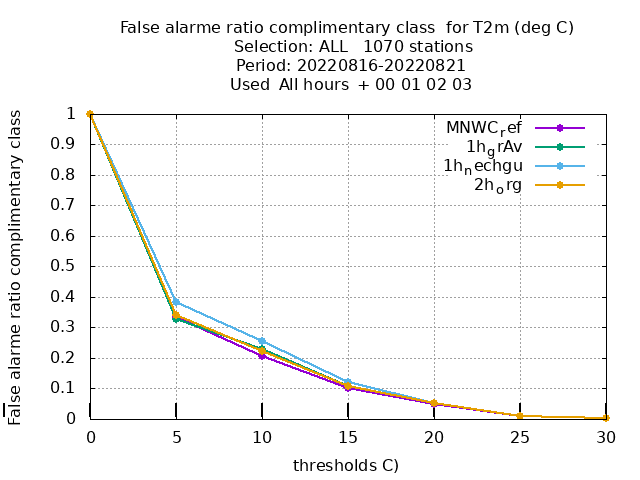 False alarme ratio complimentary class  for T2m (deg C)
Selection: ALL   1070 stations
Period: 20220816-20220821
Used  All hours  + 00 01 02 03
False alarme ratio complimentary class
1
0.9
0.8
0.7
0.6
0.5
0.4
0.3
0.2
0.1
0
MNWC_ref
1h_grAv
1h_nechgu
2h_org
0 5 10 15 20 25 30
thresholds C)